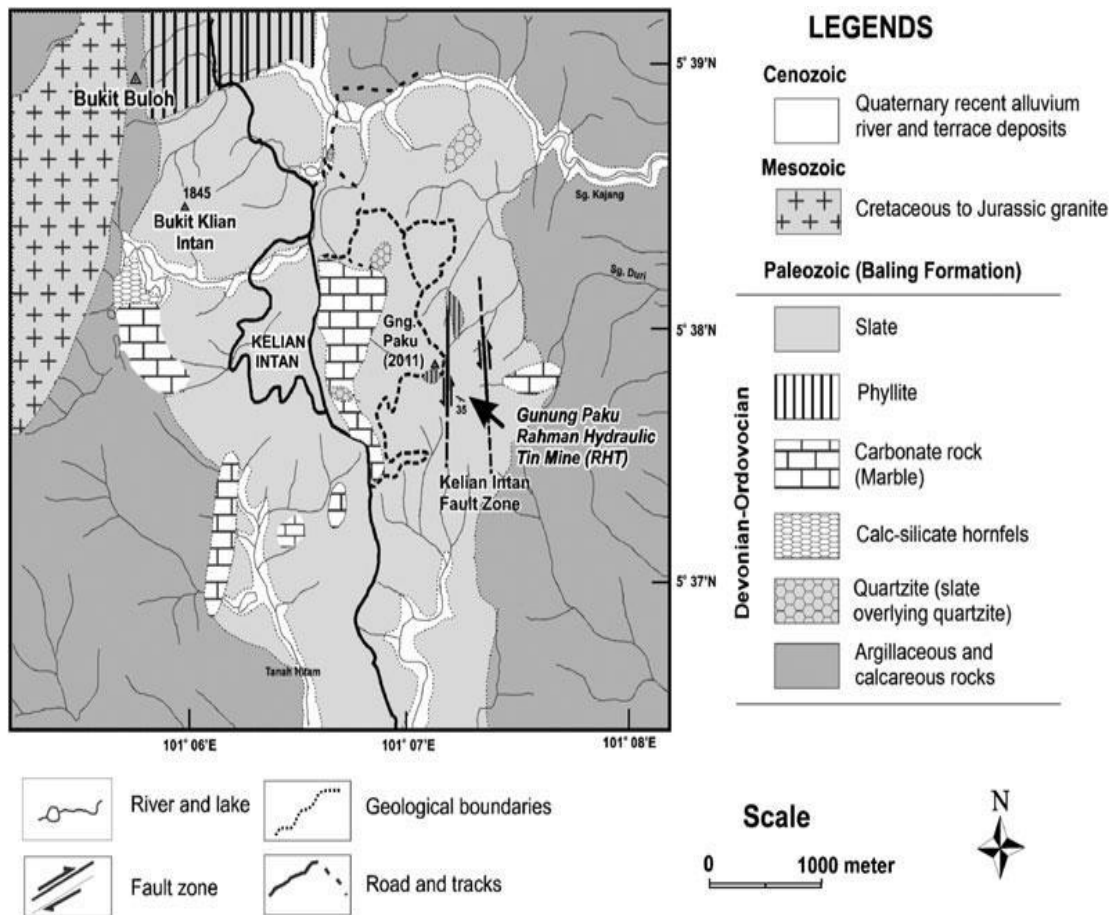 LEGENDS
Cenozoic
Quaternary recent alluvium
river and terrace deposits
Mesozoic
Cretaceous to Jurassic granite
Paleozoic (Baling Formation)
Devonian-Ordovocian
Slate
Phyllite
Carbonate rock
(Marble)
Calc-silicate hornfels
Quartzite (slate
overlying quartzite)
Argillaceous and
calcareous rocks
5° 39'N
5° 38'N
5° 37'N
Bukit Buloh
1845
Bukit Klian
Intan
Sg. Kajang
Sg. Duri
KELIAN
INTAN
Gng.
Paku
(2011)
35
Gunung Paku
Rahman Hydraulic
Tin Mine (RHT)
Kelian Intan
Fault Zone
Tanah Hitam
101° 06'E
101° 07'E
101° 08'E
River and lake
Geological boundaries
Fault zone
Road and tracks
Scale
0
1000 meter
N